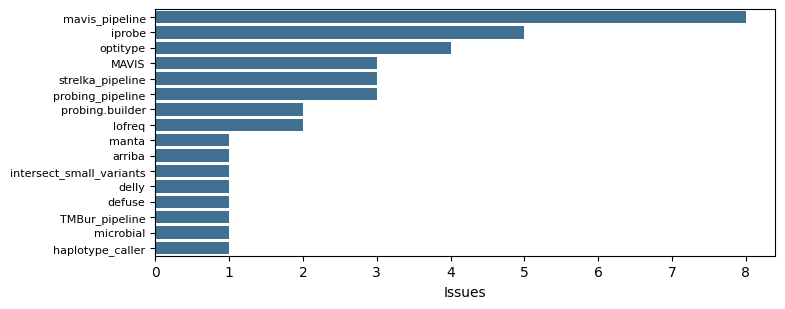 mavis_pipeline
iprobe
optitype
MAVIS
strelka_pipeline
probing_pipeline
probing.builder
lofreq
manta
arriba
intersect_small_variants
delly
defuse
TMBur_pipeline
microbial
haplotype_caller
0 1 2 3 4 5 6 7 8
Issues